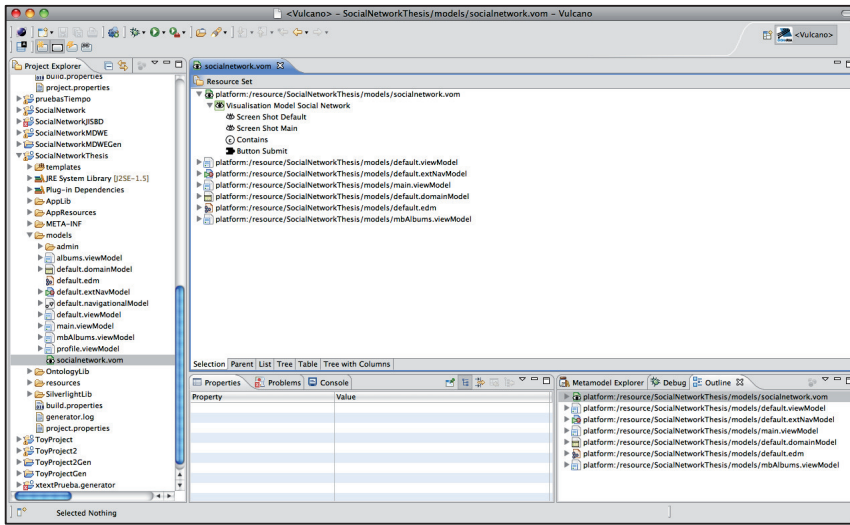 <Vulcano> - SocialNetworkThesis/models/socialnetwork.vom - Vulcano
<Vulcano>
Project Explorer
build.properties
project.properties
pruebasTiempo
SocialNetwork
SocialNetworkJISBD
SocialNetworkMDWE
SocialNetworkMDWEGen
SocialNetworkThesis
templates
JRE System Library [J2SE-1.5]
Plug-in Dependencies
AppLib
AppResources
META-INF
models
admin
albums.viewModel
default.domainModel
default.edm
default.extNavModel
default.navigationalModel
default.viewModel
main.viewModel
mbAlbums.viewModel
profile.viewModel
socialnetwork.vom
OntologyLib
resources
SilverlightLib
build.properties
generator.log
project.properties
ToyProject
ToyProject2
ToyProject2Gen
ToyProjectGen
xtextPrueba.generator
socialnetwork.vom
Resource Set
platform:/resource/SocialNetworkThesis/models/socialnetwork.vom
Visualisation Model Social Network
Screen Shot Default
Screen Shot Main
Contains
Button Submit
platform:/resource/SocialNetworkThesis/models/default.viewModel
platform:/resource/SocialNetworkThesis/models/default.extNavModel
platform:/resource/SocialNetworkThesis/models/main.viewModel
platform:/resource/SocialNetworkThesis/models/default.domainModel
platform:/resource/SocialNetworkThesis/models/default.edm
platform:/resource/SocialNetworkThesis/models/mbAlbums.viewModel
Selection Parent List Tree Table Tree with Columns
Properties Problems Console
Property Value
Metamodel Explorer Debug Outline
platform:/resource/SocialNetworkThesis/models/socialnetwork.vom
platform:/resource/SocialNetworkThesis/models/default.viewModel
platform:/resource/SocialNetworkThesis/models/default.extNavModel
platform:/resource/SocialNetworkThesis/models/main.viewModel
platform:/resource/SocialNetworkThesis/models/default.domainModel
platform:/resource/SocialNetworkThesis/models/default.edm
platform:/resource/SocialNetworkThesis/models/mbAlbums.viewModel
Selected Nothing